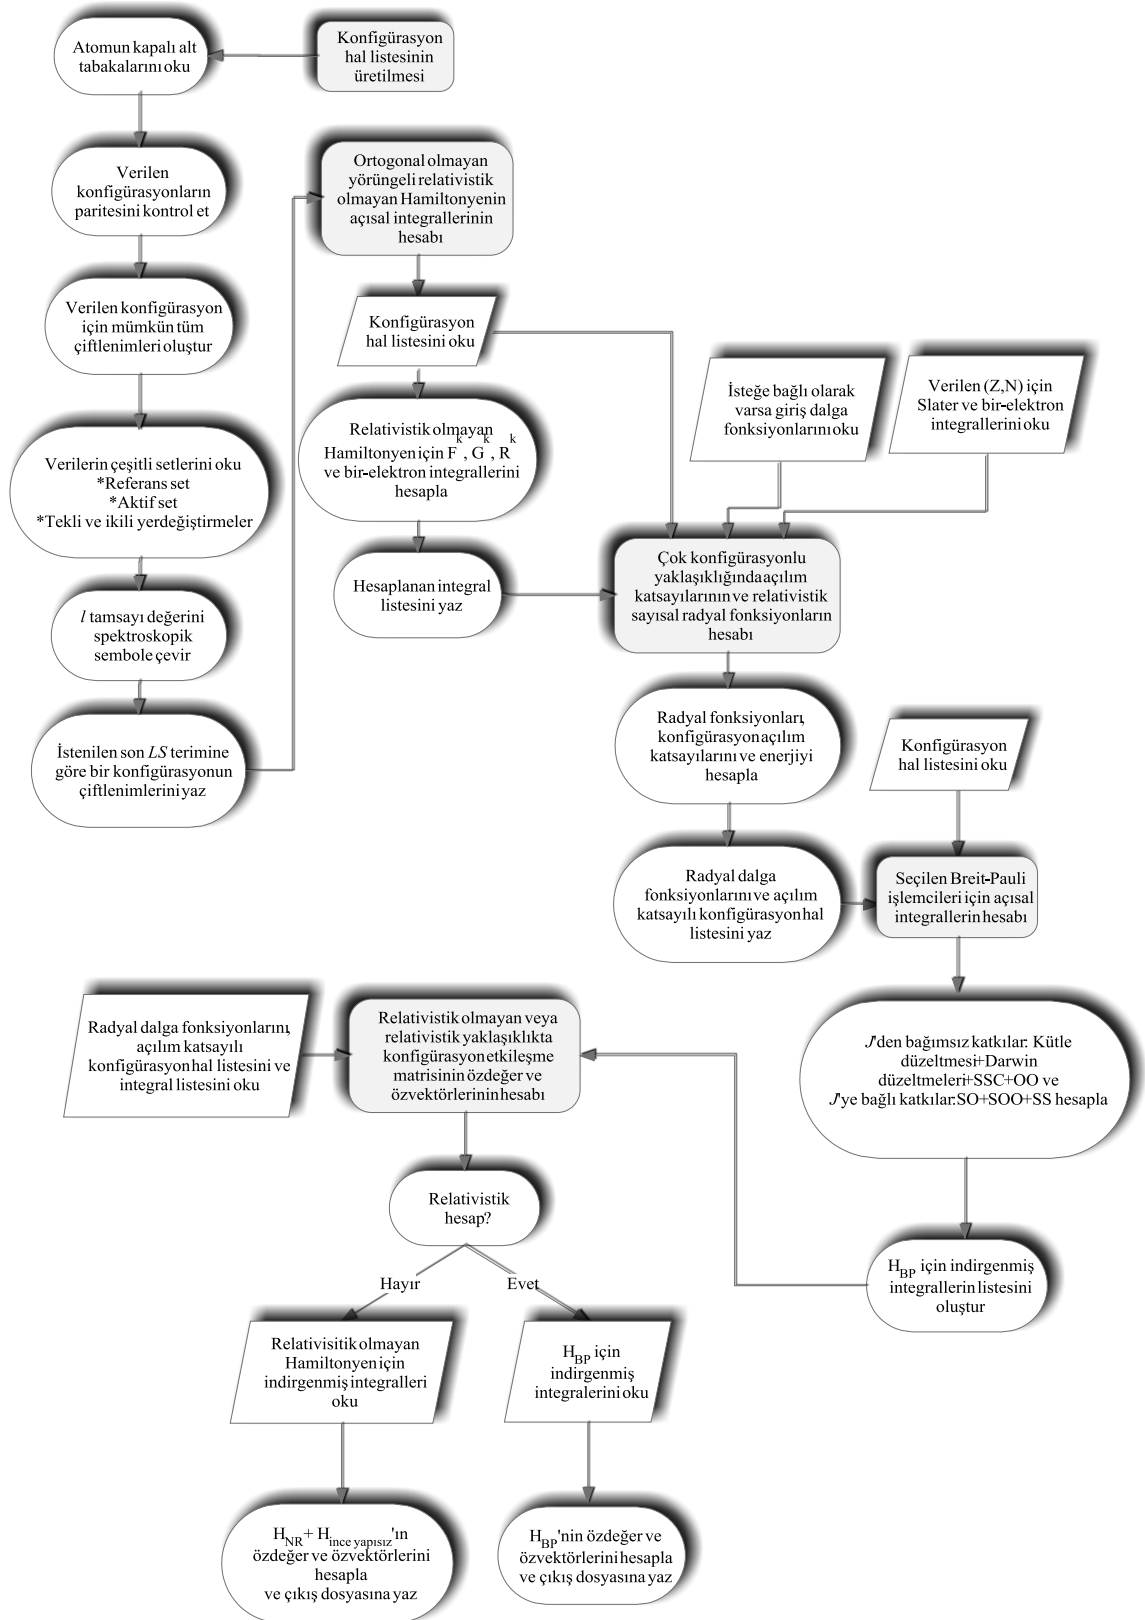 Konfigürasyon
hal listesinin
üretilmesi
Atomun kapalı alt
tabakalarını oku
Verilen
konfigürasyonların
paritesini kontrol et
Verilen konfigürasyon
için mümkün tüm
çiftlenimleri oluştur
Verilerin çeşitli setlerini oku
*Referans set
*Aktif set
*Tekli ve ikili yerdeğiştirmeler
l tamsayı değerini
spektroskopik
sembole çevir
İstenilen son LS terimine
göre bir konfigürasyonun
çiftlenimlerini yaz
Ortogonal olmayan
yörüngeli relativistik
olmayan Hamiltonyenin
açısal integrallerinin
hesabı
Konfigürasyon
hal listesini oku
Relativistik olmayan
Hamiltonyen için F^k, G^k, R^k
ve bir-elektron integrallerini
hesapla
Hesaplanan integral
listesini yaz
İsteğe bağlı olarak
varsa giriş dalga
fonksiyonlarını oku
Verilen (Z,N) için
Slater ve bir-elektron
integrallerini oku
Çok konfigürasyonlu
yaklaşıklığında açılım
katsayılarının ve relativistik
sayısal radyal fonksiyonların
hesabı
Radyal fonksiyonları,
konfigürasyon açılım
katsayılarını ve enerjiyi
hesapla
Radyal dalga
fonksiyonlarını ve açılım
katsayılı konfigürasyon hal
listesini yaz
Konfigürasyon
hal listesini oku
Seçilen Breit-Pauli
işlemcileri için açısal
integrallerin hesabı
J'den bağımsız katkılar: Kütle
düzeltmesi+Darwin
düzeltmeleri+SSC+OO ve
J'ye bağlı katkılar:SO+SOO+SS hesapla
H_BP için indirgenmiş
integrallerin listesini
oluştur
Radyal dalga fonksiyonlarını,
açılım katsayılı
konfigürasyon hal listesini ve
integral listesini oku
Relativistik olmayan veya
relativistik yaklaşıklıkta
konfigürasyon etkileşme
matrisinin özdeğer ve
özvektörlerinin hesabı
Relativistik
hesap?
Hayır
Evet
Relativisitik olmayan
Hamiltonyen için
indirgenmiş integralleri
oku
H_BP için
indirgenmiş
integralerini oku
H_NR + H_ince yapısız'ın
özdeğer ve özvektörlerini
hesapla
ve çıkış dosyasına yaz
H_BP'nin özdeğer ve
özvektörlerini hesapla
ve çıkış dosyasına yaz